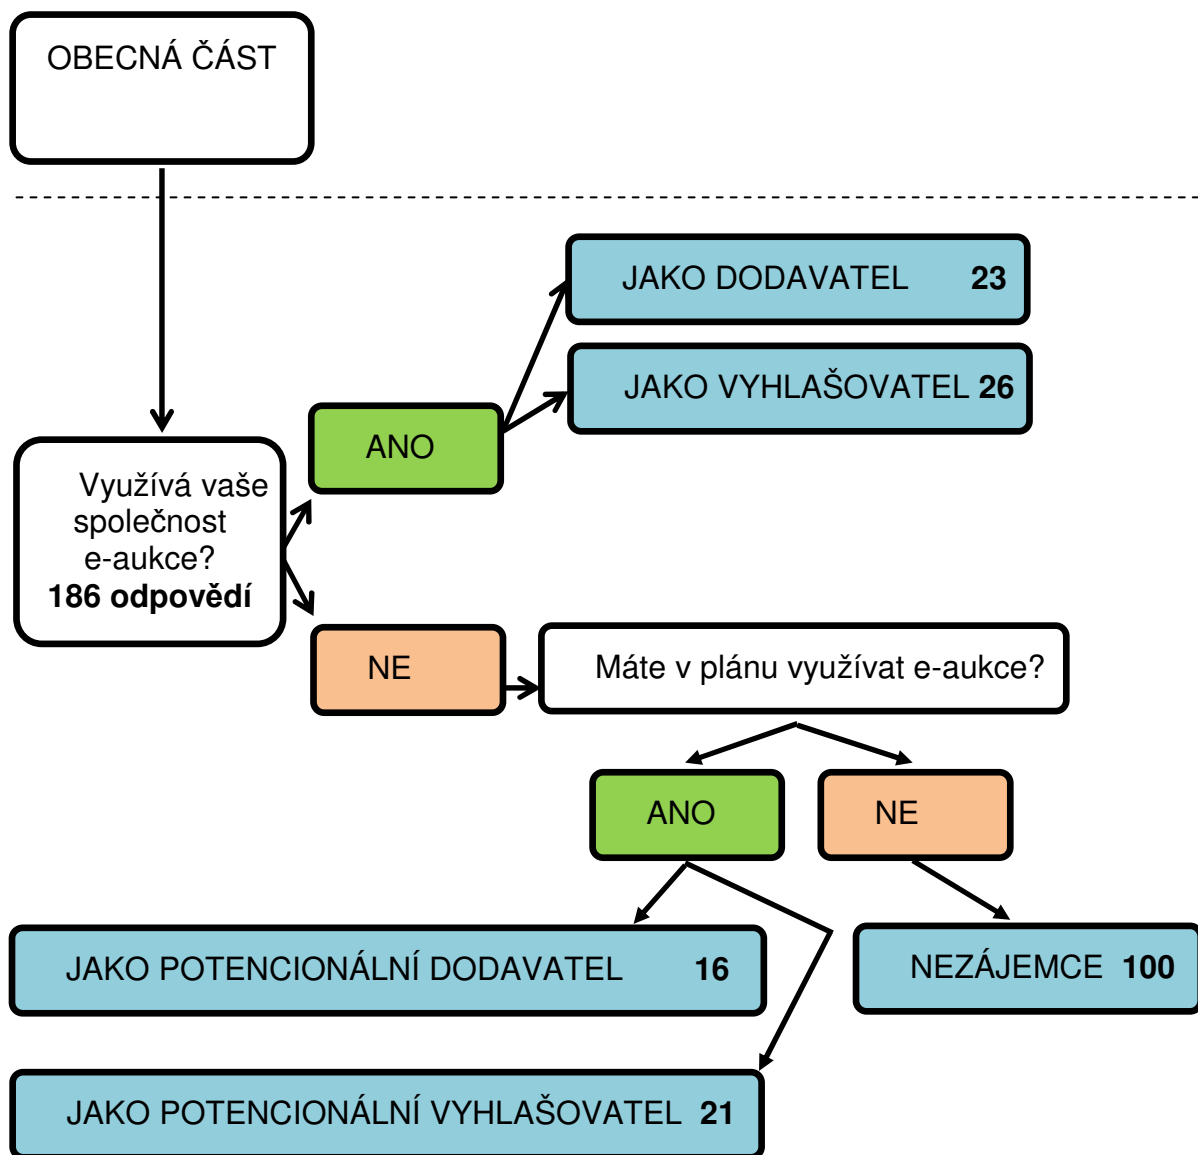 OBECNÁ ČÁST
JAKO DODAVATEL 23
JAKO VYHLAŠOVATEL 26
ANO
Využívá vaše
společnost
e-aukce?
186 odpovědí
NE
Máte v plánu využívat e-aukce?
ANO
NE
JAKO POTENCIONÁLNÍ DODAVATEL 16
NEZÁJEMCE 100
JAKO POTENCIONÁLNÍ VYHLAŠOVATEL 21